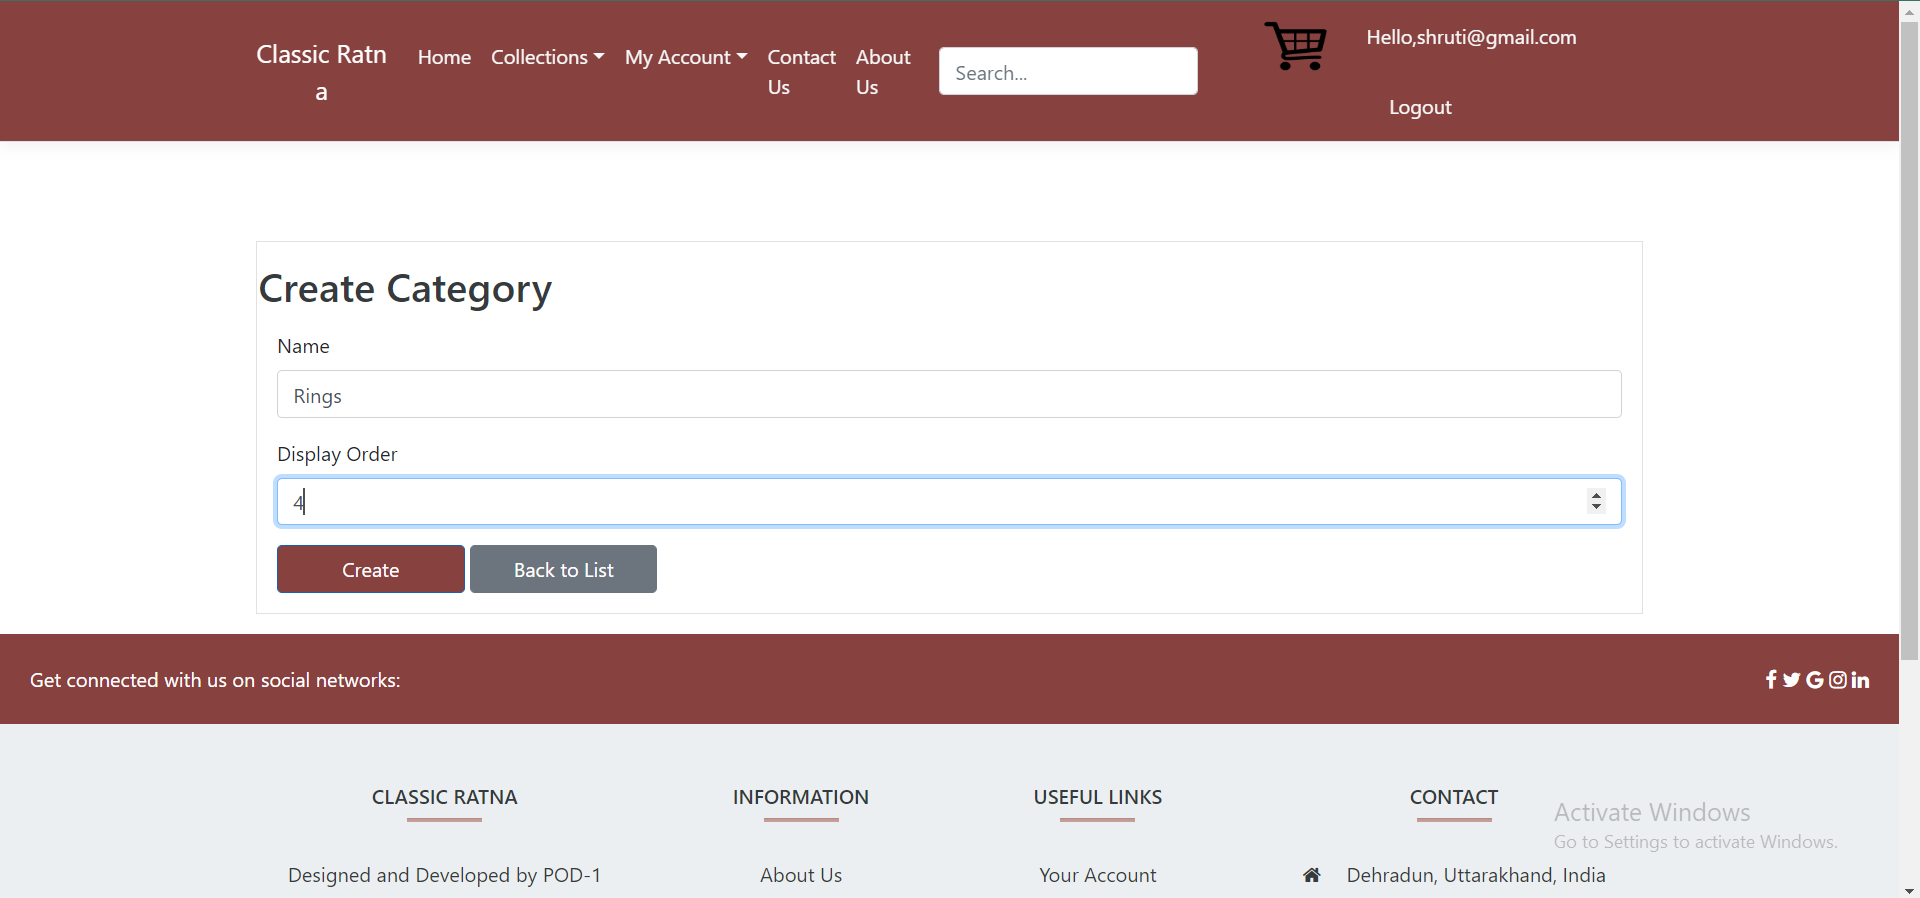 Classic Ratn
a
Home
Collections
My Account
Contact
Us
About
Us
Search...
Hello,shruti@gmail.com
Logout
Create Category
Name
Rings
Display Order
4
Create
Back to List
Get connected with us on social networks:
CLASSIC RATNA
INFORMATION
USEFUL LINKS
CONTACT
Activate Windows
Go to Settings to activate Windows.
Designed and Developed by POD-1
About Us
Your Account
Dehradun, Uttarakhand, India